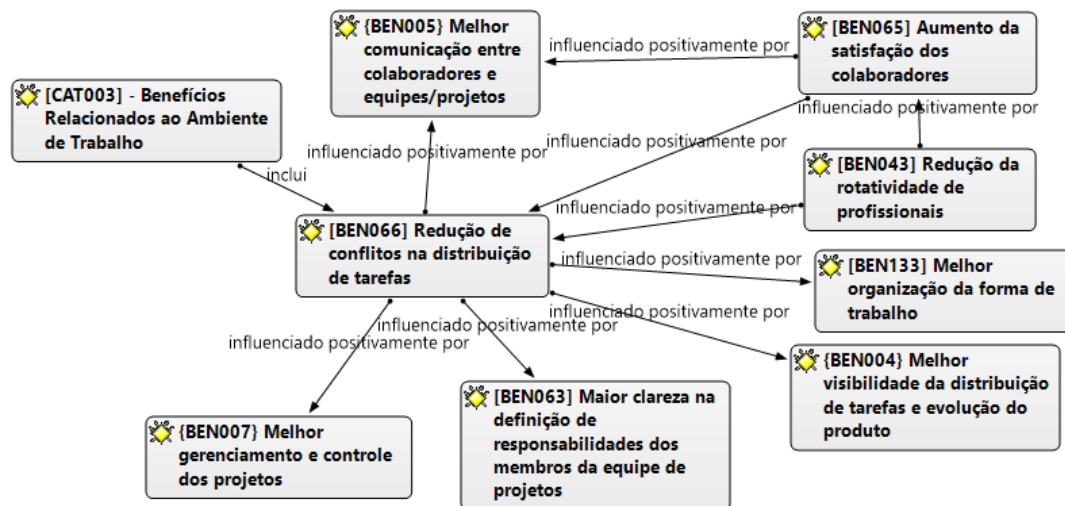 {BEN005} Melhor
comunicação entre
colaboradores e
equipes/projetos
influenciado positivamente por
[BEN065] Aumento da
satisfação dos
colaboradores
[CAT003] - Benefícios
Relacionados ao Ambiente
de Trabalho
influenciado positivamente por
influenciado positivamente por
influenciado positivamente por
inclui
[BEN043] Redução da
rotatividade de
profissionais
influenciado positivamente por
[BEN066] Redução de
conflitos na distribuição
de tarefas
influenciado positivamente por
[BEN133] Melhor
organização da forma de
trabalho
influenciado positivamente por
influenciado positivamente por
influenciado positivamente por
{BEN004} Melhor
visibilidade da distribuição
de tarefas e evolução do
produto
[BEN063] Maior clareza na
definição de
responsabilidades dos
membros da equipe de
projetos
{BEN007} Melhor
gerenciamento e controle
dos projetos